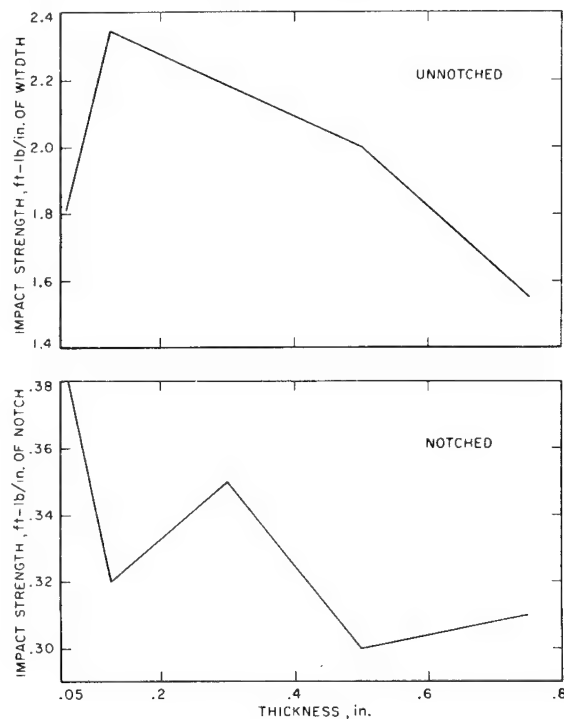 IMPACT STRENGTH, ft-lb/in. OF WITDTH
2.4
2.2
2.0
1.8
1.6
1.4
UNNOTCHED
IMPACT STRENGTH, ft-lb/in. OF NOTCH
.38
.36
.34
.32
.30
NOTCHED
.05 .2 .4 .6 .8
THICKNESS, in.